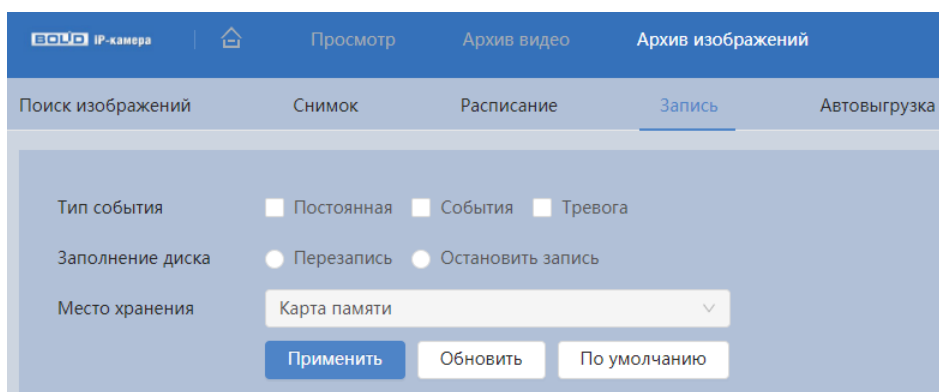 BOLID IP-камера Просмотр Архив видео Архив изображений
Поиск изображений Снимок Расписание Запись Автовыгрузка
Тип события Постоянная События Тревога
Заполнение диска Перезапись Остановить запись
Место хранения Карта памяти
Применить Обновить По умолчанию